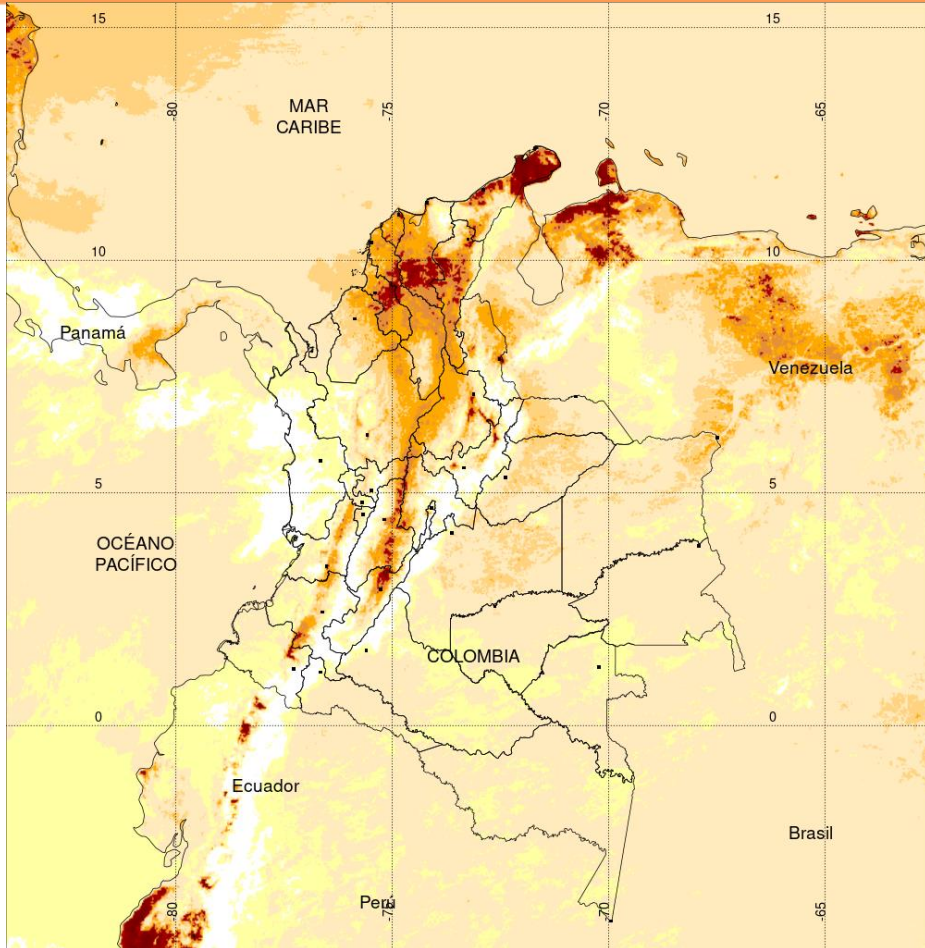 15
15
-80
-75
-70
-65
MAR
CARIBE
10
10
Panamá
Venezuela
5
5
OCÉANO
PACÍFICO
COLOMBIA
0
0
Ecuador
Brasil
Perú
-80
-75
-70
-65